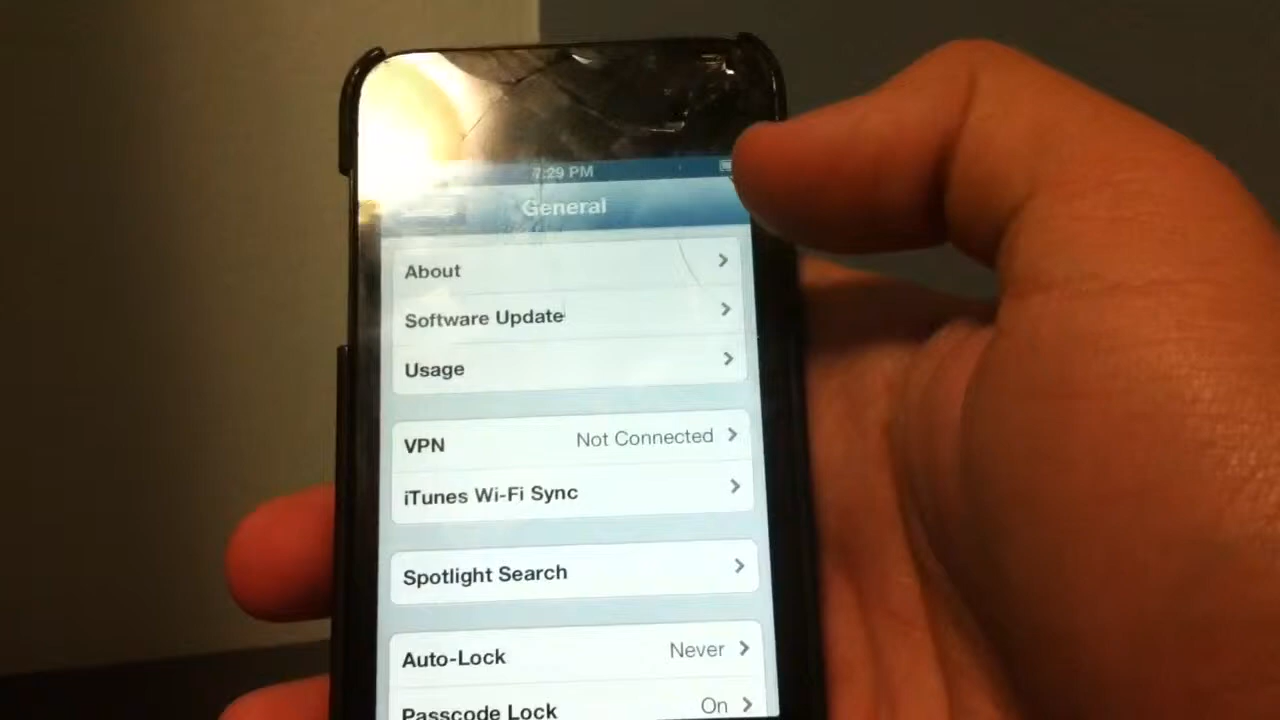 7:29 PM
General
About
Software Update
Usage
VPN Not Connected
iTunes Wi-Fi Sync
Spotlight Search
Auto-Lock Never
Passcode Lock On